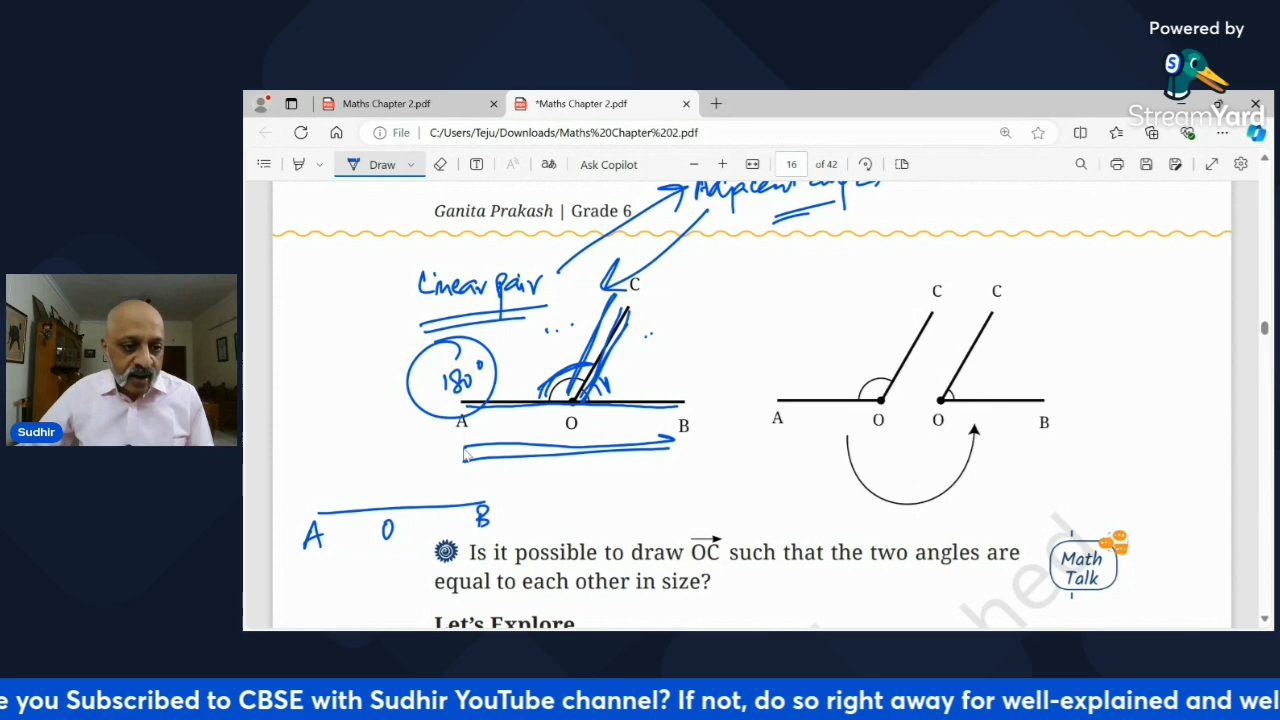 Powered by
S
StreamYard
Maths Chapter 2.pdf
*Maths Chapter 2.pdf
File
C:/Users/Teju/Downloads/Maths%20Chapter%202.pdf
Draw
Ask Copilot
16 of 42
Adjacent
Ganita Prakash | Grade 6
Linear pair
C
C C
180°
A O B
A O O B
A O B
Is it possible to draw OC such that the two angles are
equal to each other in size?
Math
Talk
Let's Explore
Sudhir
e you Subscribed to CBSE with Sudhir YouTube channel? If not, do so right away for well-explained and wel